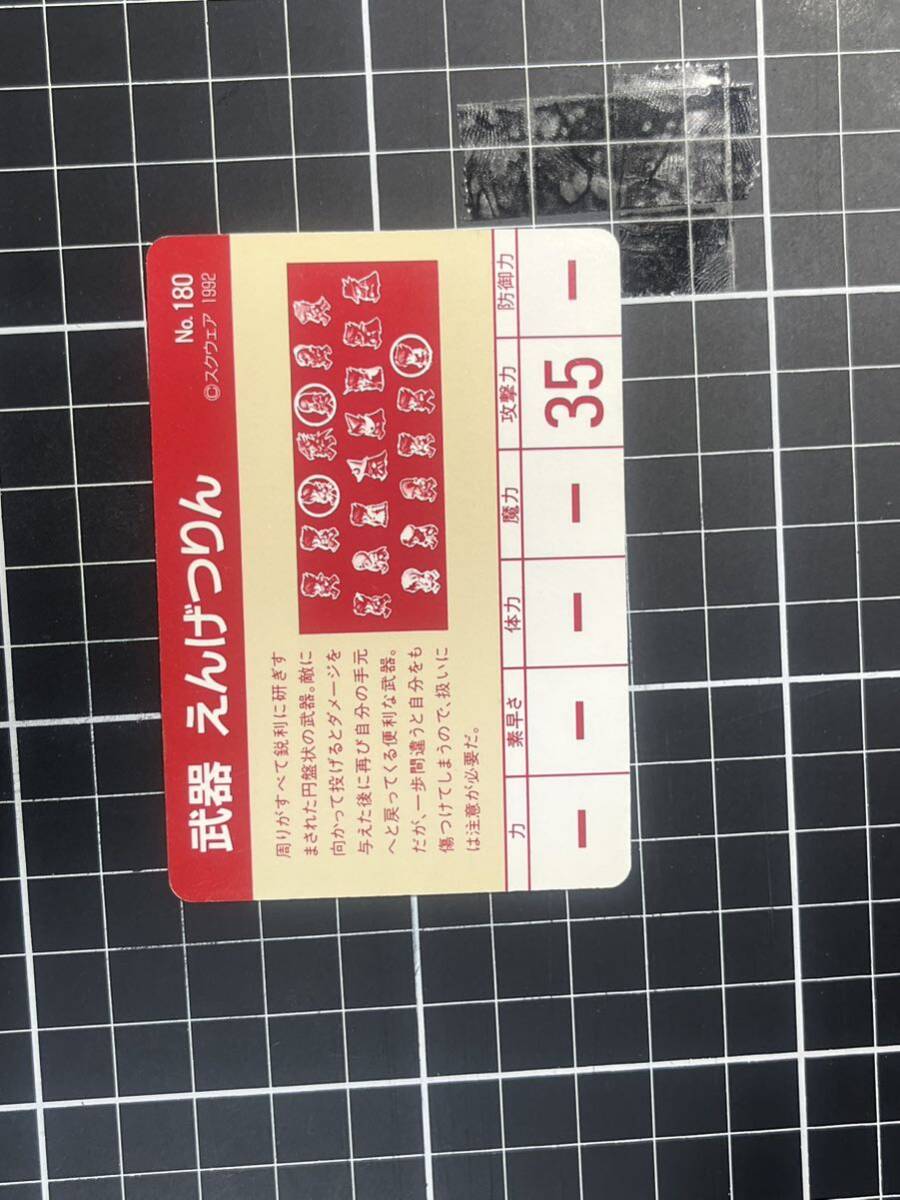 武器 えんげつりん
No. 180
©スクウェア 1992
周りがすべて鋭利に研ぎす
まされた円盤状の武器。敵に
向かって投げるとダメージを
与えた後に再び自分の手元
へと戻ってくる便利な武器。
だが、一歩間違うと自分をも
傷つけてしまうので、扱いに
は注意が必要だ。
力 素早さ 体力 魔力 攻撃力 防御力
ー ー ー ー 35 ー